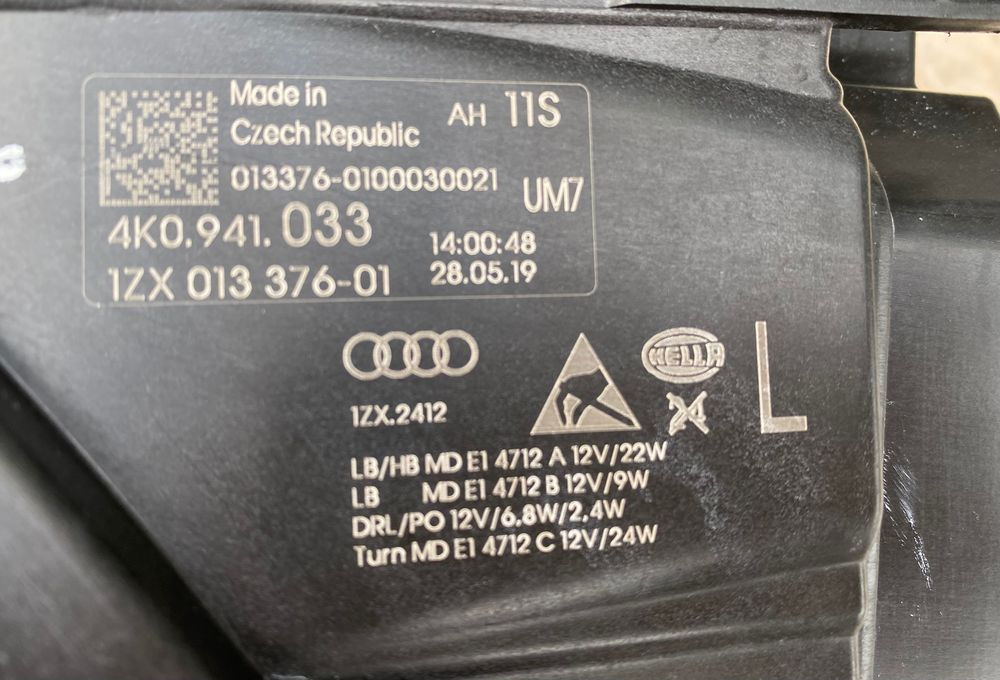 Made in
Czech Republic
AH 11S
013376-0100030021
UM7
4K0.941.033
14:00:48
1ZX 013 376-01
28.05.19
HELLA
1ZX.2412
L
LB/HB MD E1 4712 A 12V/22W
LB MD E1 4712 B 12V/9W
DRL/PO 12V/6,8W/2,4W
Turn MD E1 4712 C 12V/24W